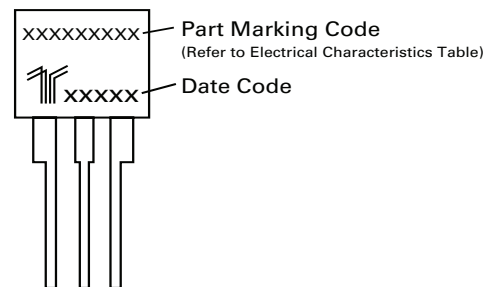 XXXXXXXXX
Part Marking Code
(Refer to Electrical Characteristics Table)
XXXXX
Date Code